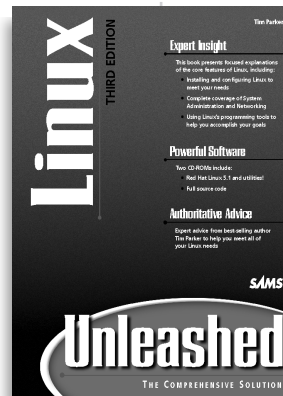 Linux
THIRD EDITION
Tim Parker
Expert Insight
This book presents focused explanations
of the core features of Linux, including:
Installing and configuring Linux to
meet your needs
Complete coverage of System
Administration and Networking
Using Linux's programming tools to
help you accomplish your goals
Powerful Software
Two CD-ROMs include:
Red Hat Linux 5.1 and utilities!
Full source code
Authoritative Advice
Expert advice from best-selling author
Tim Parker to help you meet all of
your Linux needs
SAMS
Unleashed
THE COMPREHENSIVE SOLUTION